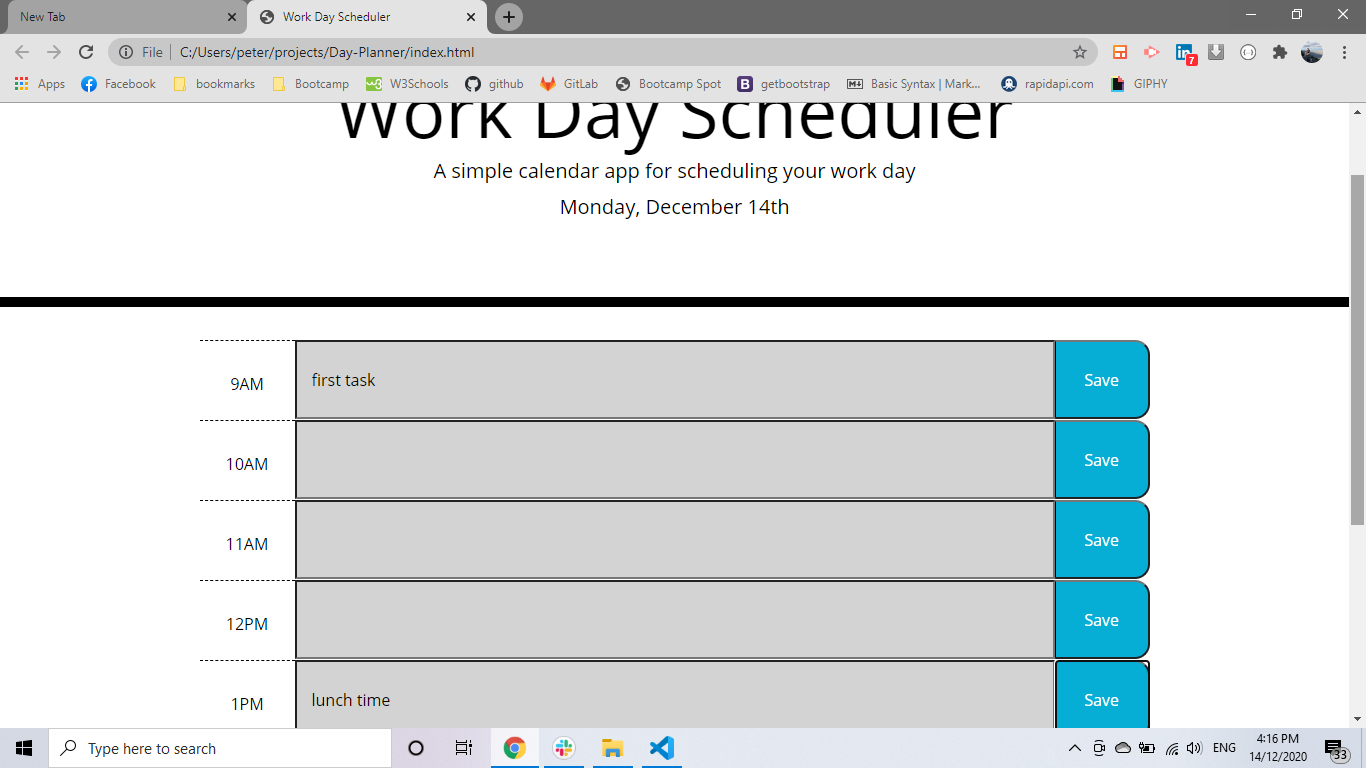 New Tab
Work Day Scheduler
File
C:/Users/peter/projects/Day-Planner/index.html
7
Apps
Facebook
bookmarks
Bootcamp
W3Schools
github
GitLab
Bootcamp Spot
getbootstrap
Basic Syntax | Mark...
rapidapi.com
GIPHY
Work Day Scheduler
A simple calendar app for scheduling your work day
Monday, December 14th
9AM first task Save
10AM Save
11AM Save
12PM Save
1PM lunch time Save
Type here to search
ENG
4:16 PM
14/12/2020
33